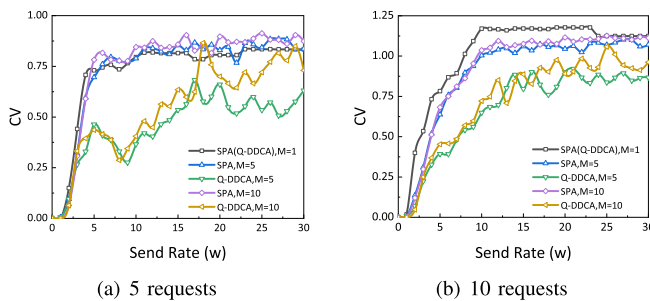 1.00
0.75
0.50
0.25
0.00
CV
0 5 10 15 20 25 30
Send Rate (w)
SPA(Q-DDCA),M=1
SPA,M=5
Q-DDCA,M=5
SPA,M=10
Q-DDCA,M=10
(a) 5 requests
1.25
1.00
0.75
0.50
0.25
0.00
CV
0 5 10 15 20 25 30
Send Rate (w)
SPA(Q-DDCA),M=1
SPA,M=5
Q-DDCA,M=5
SPA,M=10
Q-DDCA,M=10
(b) 10 requests